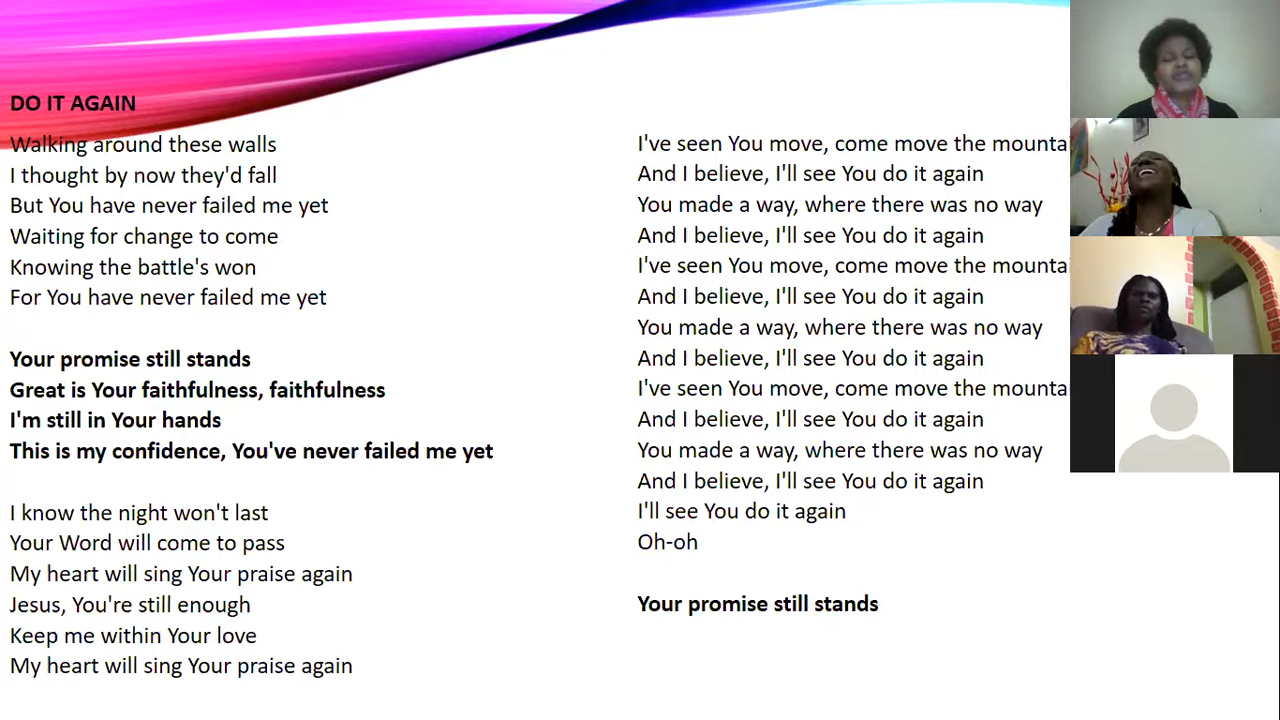 DO IT AGAIN
Walking around these walls
I thought by now they'd fall
But You have never failed me yet
Waiting for change to come
Knowing the battle's won
For You have never failed me yet
Your promise still stands
Great is Your faithfulness, faithfulness
I'm still in Your hands
This is my confidence, You've never failed me yet
I know the night won't last
Your Word will come to pass
My heart will sing Your praise again
Jesus, You're still enough
Keep me within Your love
My heart will sing Your praise again
I've seen You move, come move the mounta
And I believe, I'll see You do it again
You made a way, where there was no way
And I believe, I'll see You do it again
I've seen You move, come move the mounta
And I believe, I'll see You do it again
You made a way, where there was no way
And I believe, I'll see You do it again
I've seen You move, come move the mounta
And I believe, I'll see You do it again
You made a way, where there was no way
And I believe, I'll see You do it again
I'll see You do it again
Oh-oh
Your promise still stands